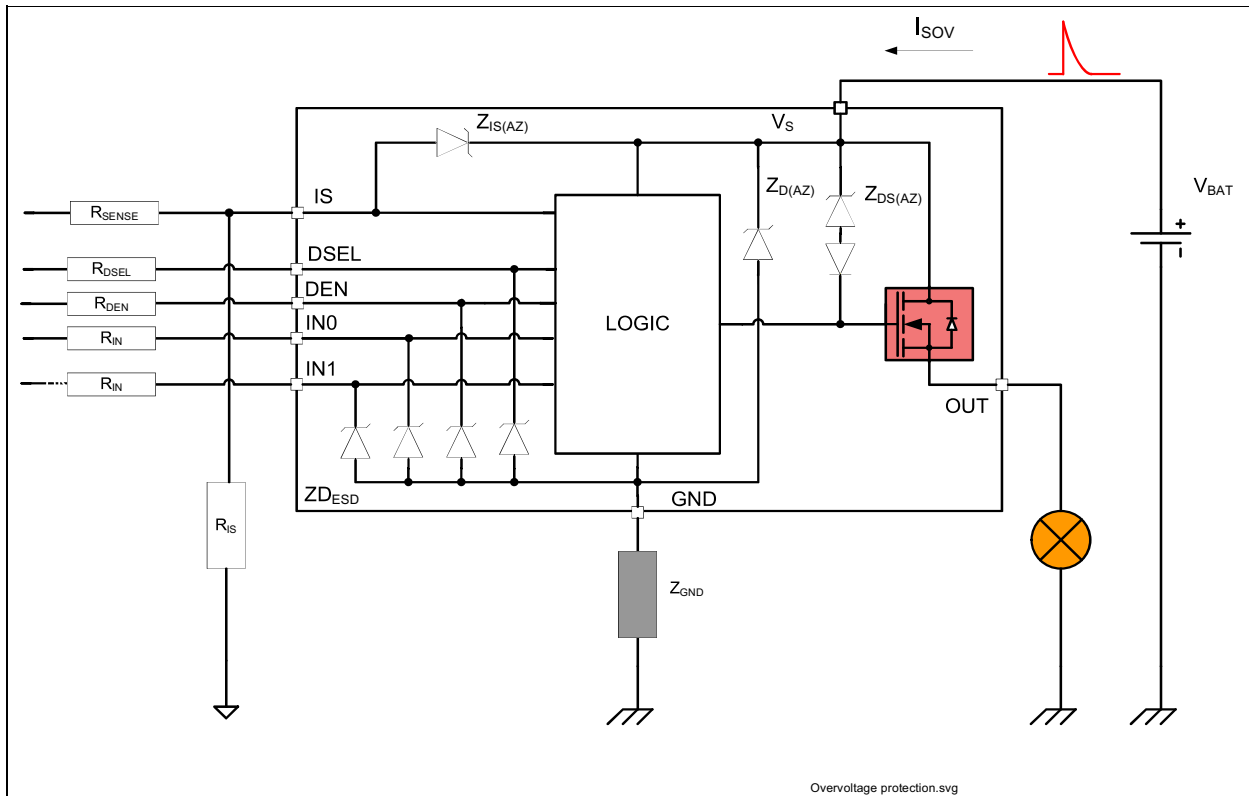 I_SOV
Z_IS(AZ)
V_S
Z_D(AZ)
Z_DS(AZ)
V_BAT
+
-
IS
R_SENSE
DSEL
R_DSEL
DEN
R_DEN
IN0
R_IN
LOGIC
IN1
R_IN
OUT
ZD_ESD
GND
R_IS
Z_GND
Overvoltage protection.svg